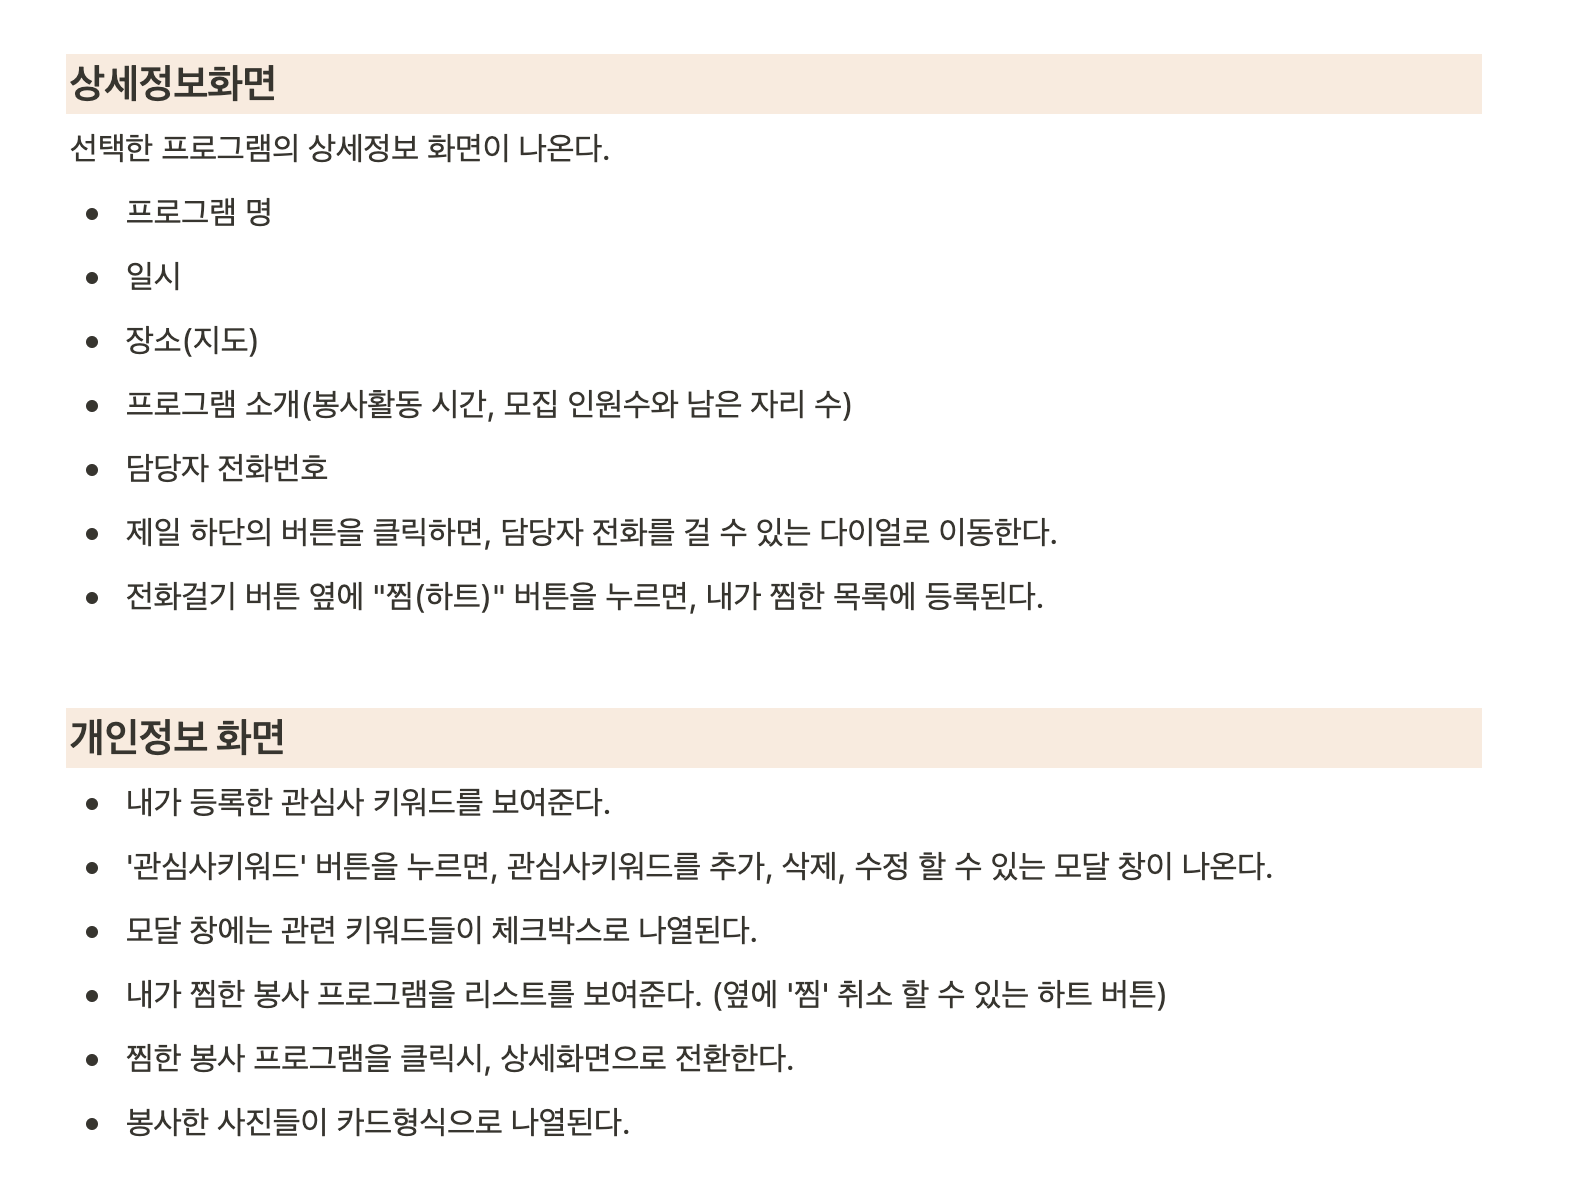 상세정보화면
선택한 프로그램의 상세정보 화면이 나온다.
• 프로그램 명
• 일시
• 장소(지도)
• 프로그램 소개(봉사활동 시간, 모집 인원수와 남은 자리 수)
• 담당자 전화번호
• 제일 하단의 버튼을 클릭하면, 담당자 전화를 걸 수 있는 다이얼로 이동한다.
• 전화걸기 버튼 옆에 "찜(하트)" 버튼을 누르면, 내가 찜한 목록에 등록된다.
개인정보 화면
• 내가 등록한 관심사 키워드를 보여준다.
• '관심사키워드' 버튼을 누르면, 관심사키워드를 추가, 삭제, 수정 할 수 있는 모달 창이 나온다.
• 모달 창에는 관련 키워드들이 체크박스로 나열된다.
• 내가 찜한 봉사 프로그램을 리스트를 보여준다. (옆에 '찜' 취소 할 수 있는 하트 버튼)
• 찜한 봉사 프로그램을 클릭시, 상세화면으로 전환한다.
• 봉사한 사진들이 카드형식으로 나열된다.